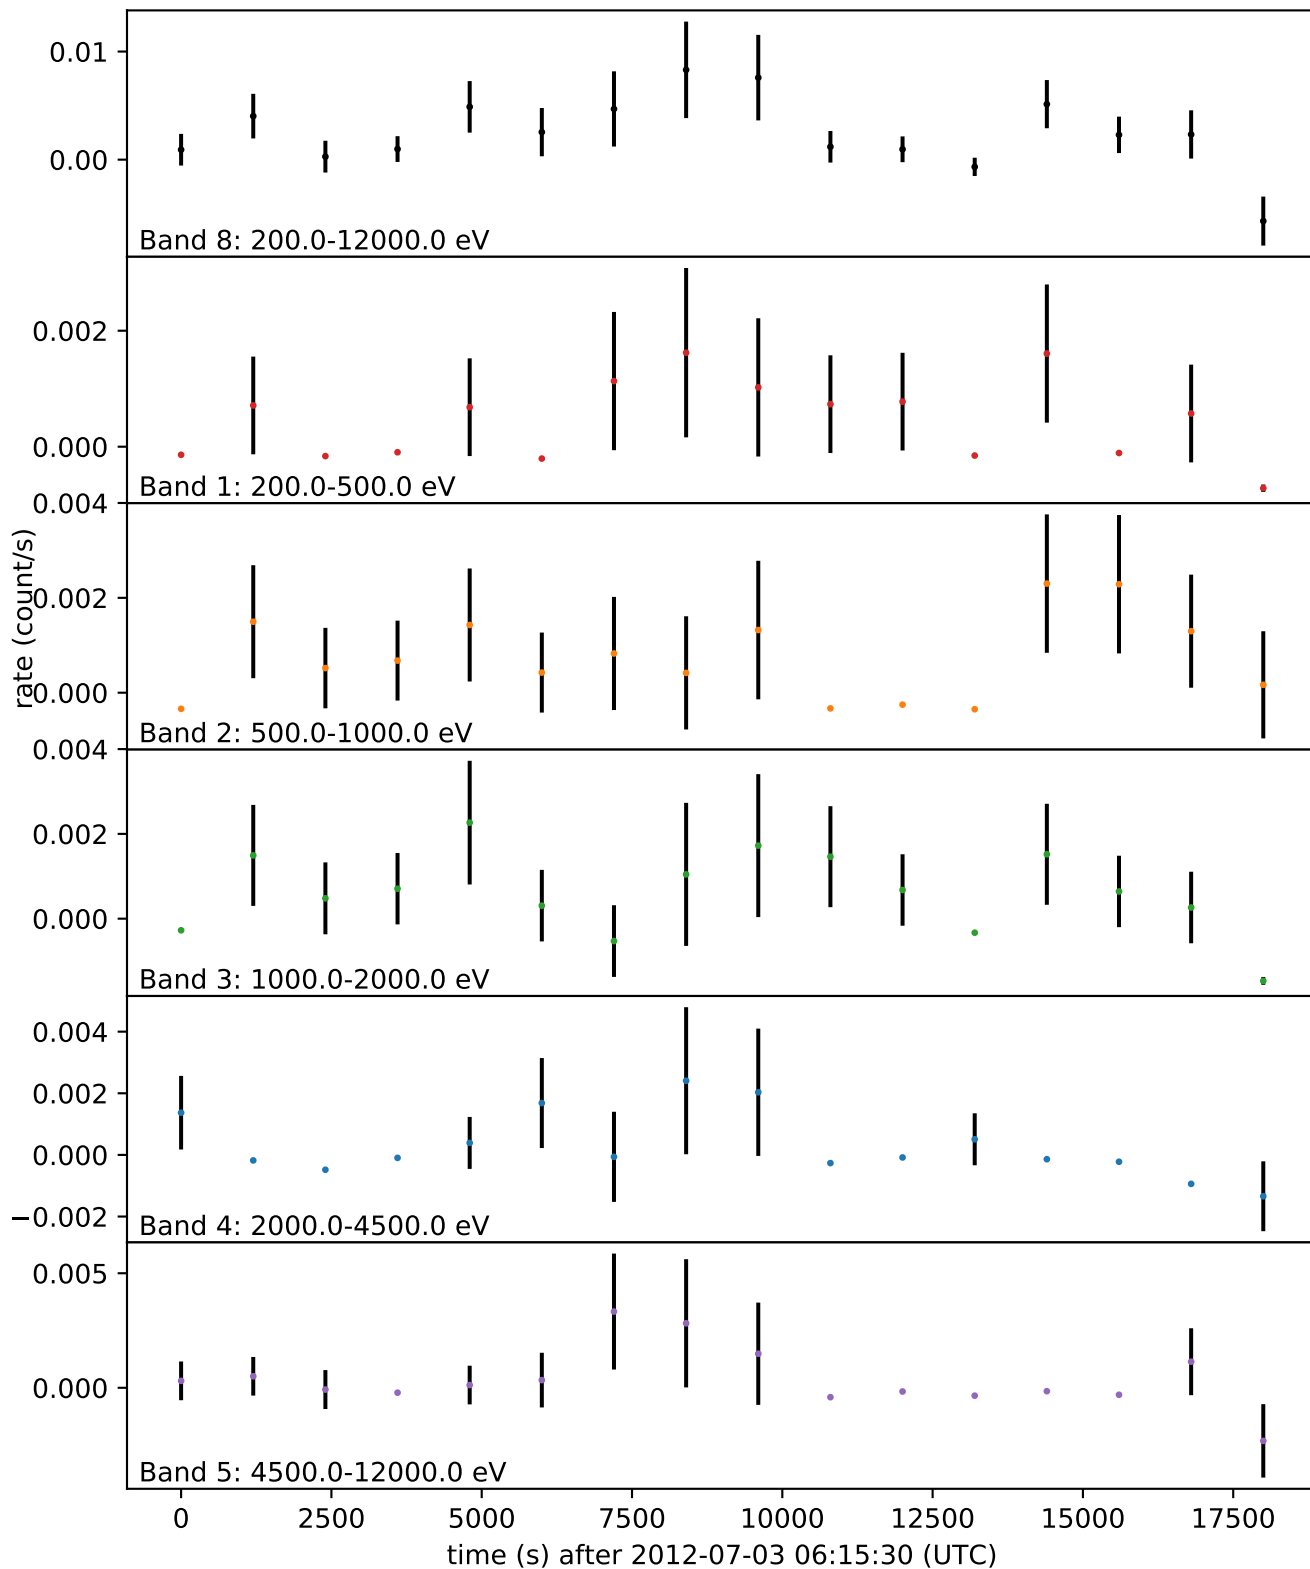 0.01
0.00
Band 8: 200.0-12000.0 eV
0.002
0.000
Band 1: 200.0-500.0 eV
0.004
rate (count/s)
0.002
0.000
Band 2: 500.0-1000.0 eV
0.004
0.002
0.000
Band 3: 1000.0-2000.0 eV
0.004
0.002
0.000
−0.002
Band 4: 2000.0-4500.0 eV
0.005
0.000
Band 5: 4500.0-12000.0 eV
0 2500 5000 7500 10000 12500 15000 17500
time (s) after 2012-07-03 06:15:30 (UTC)